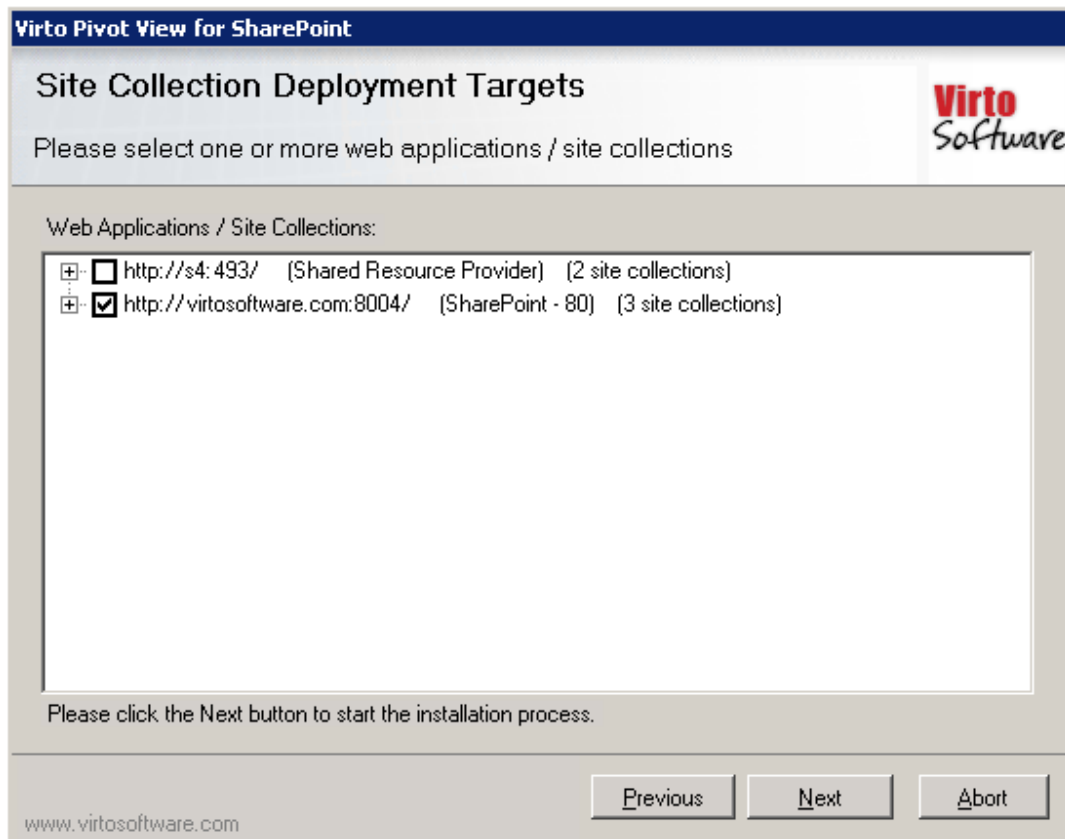 Virto Pivot View for SharePoint
Site Collection Deployment Targets
Please select one or more web applications / site collections
Virto
Software
Web Applications / Site Collections:
http://s4:493/ (Shared Resource Provider) (2 site collections)
http://virtosoftware.com:8004/ (SharePoint - 80) (3 site collections)
Please click the Next button to start the installation process.
Previous Next Abort
www.virtosoftware.com